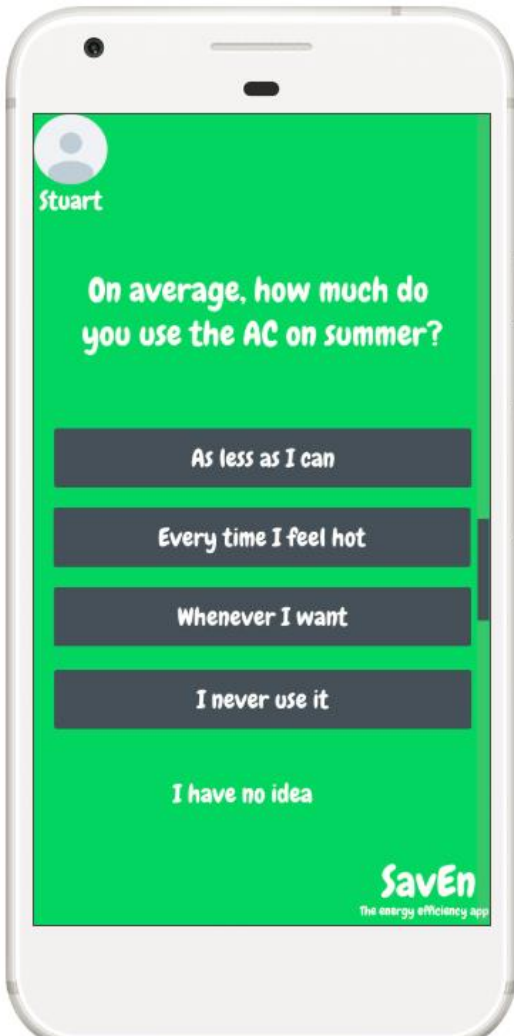 Stuart
On average, how much do
you use the AC on summer?
As less as I can
Every time I feel hot
Whenever I want
I never use it
I have no idea
SavEn
The energy efficiency app